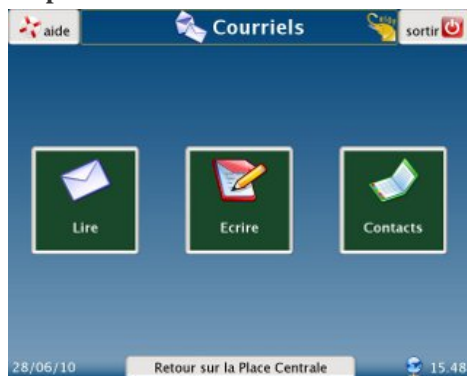 aide
Courriels
sortir
Lire
Ecrire
Contacts
28/06/10
Retour sur la Place Centrale
15.48